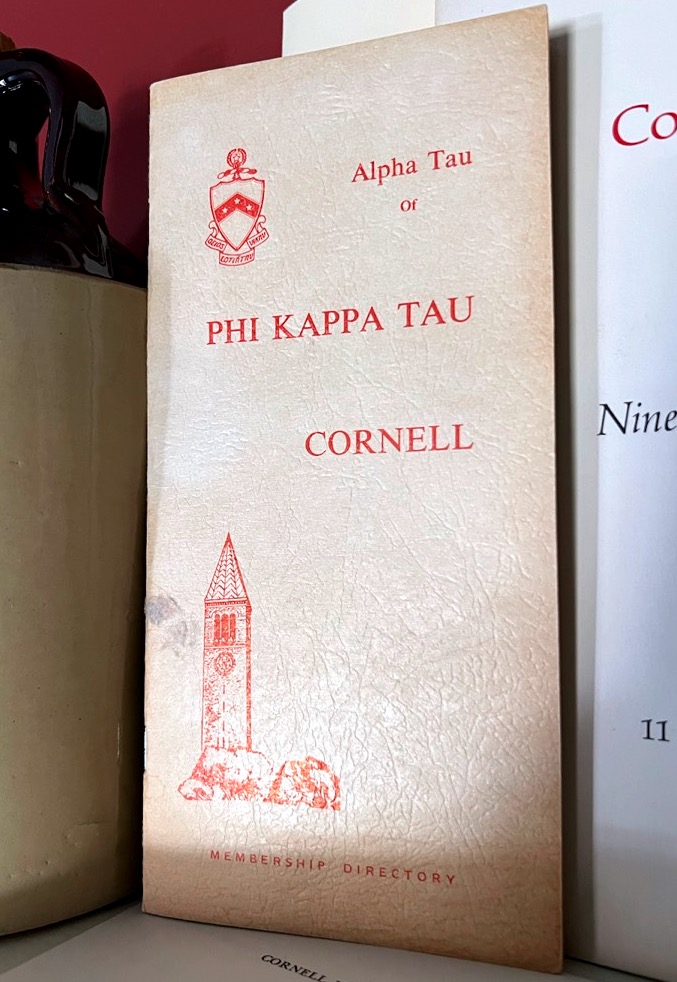 Alpha Tau
Of
PHI KAPPA TAU
CORNELL
MEMBERSHIP DIRECTORY
Co
Nine
11
CORNELL